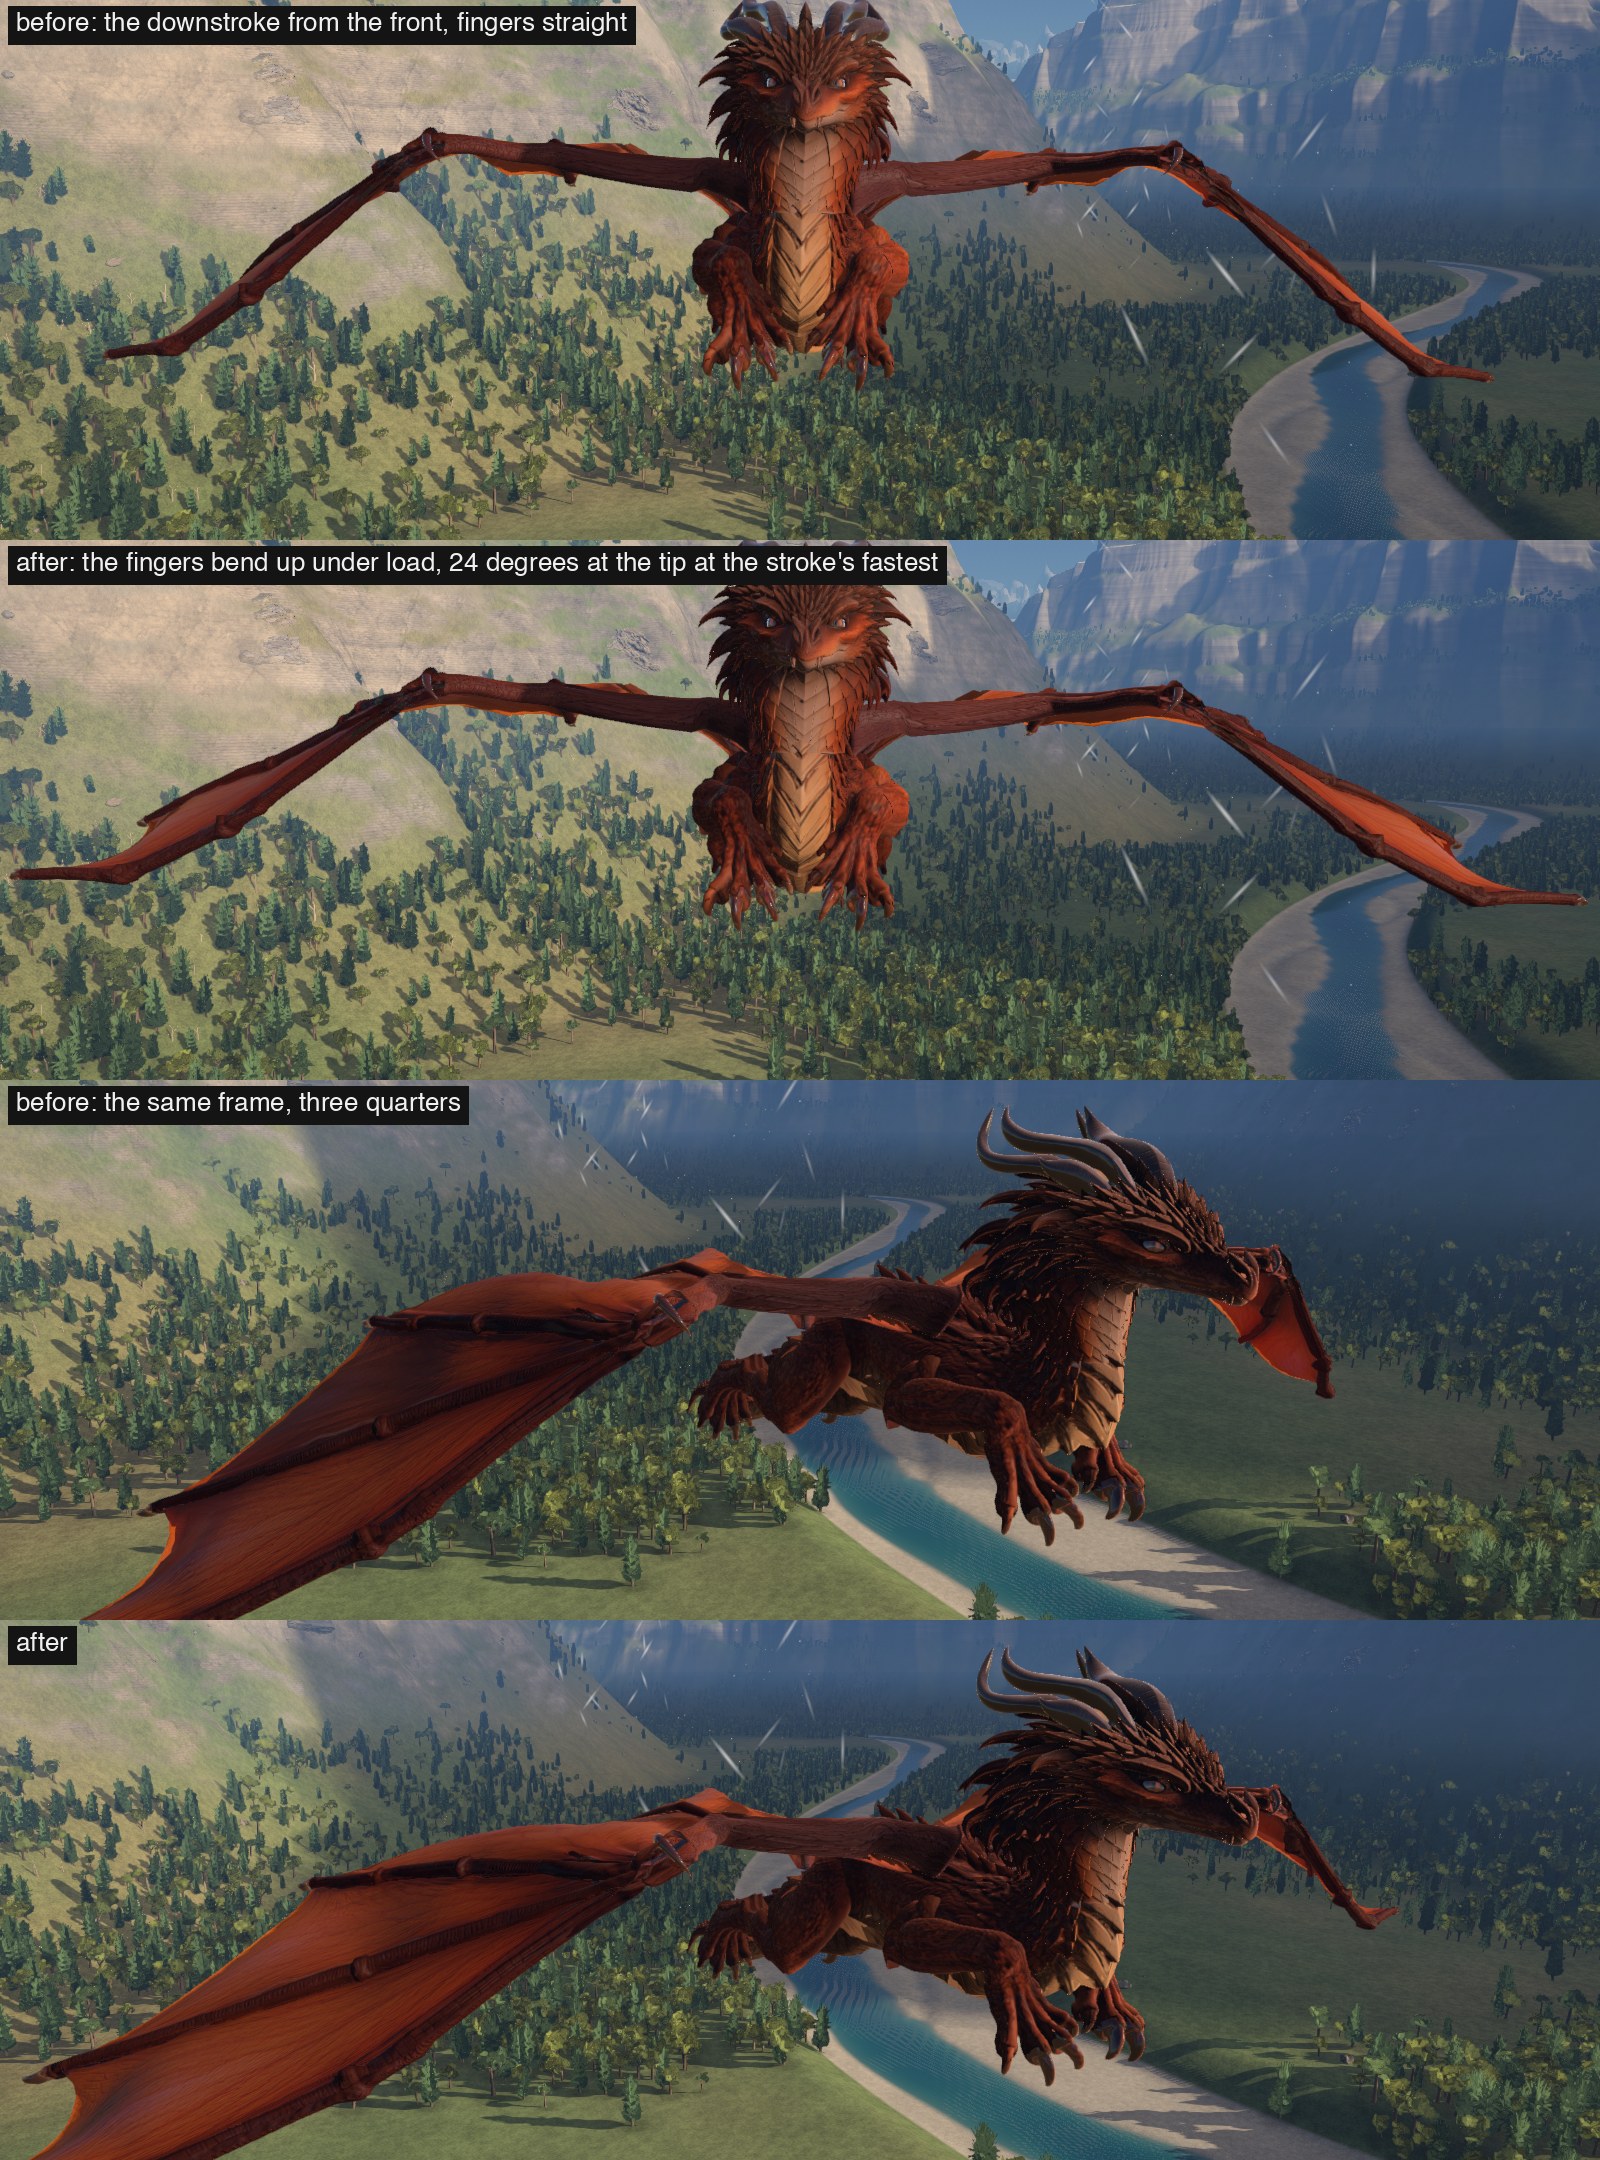 before: the downstroke from the front, fingers straight
after: the fingers bend up under load, 24 degrees at the tip at the stroke's fastest
before: the same frame, three quarters
after